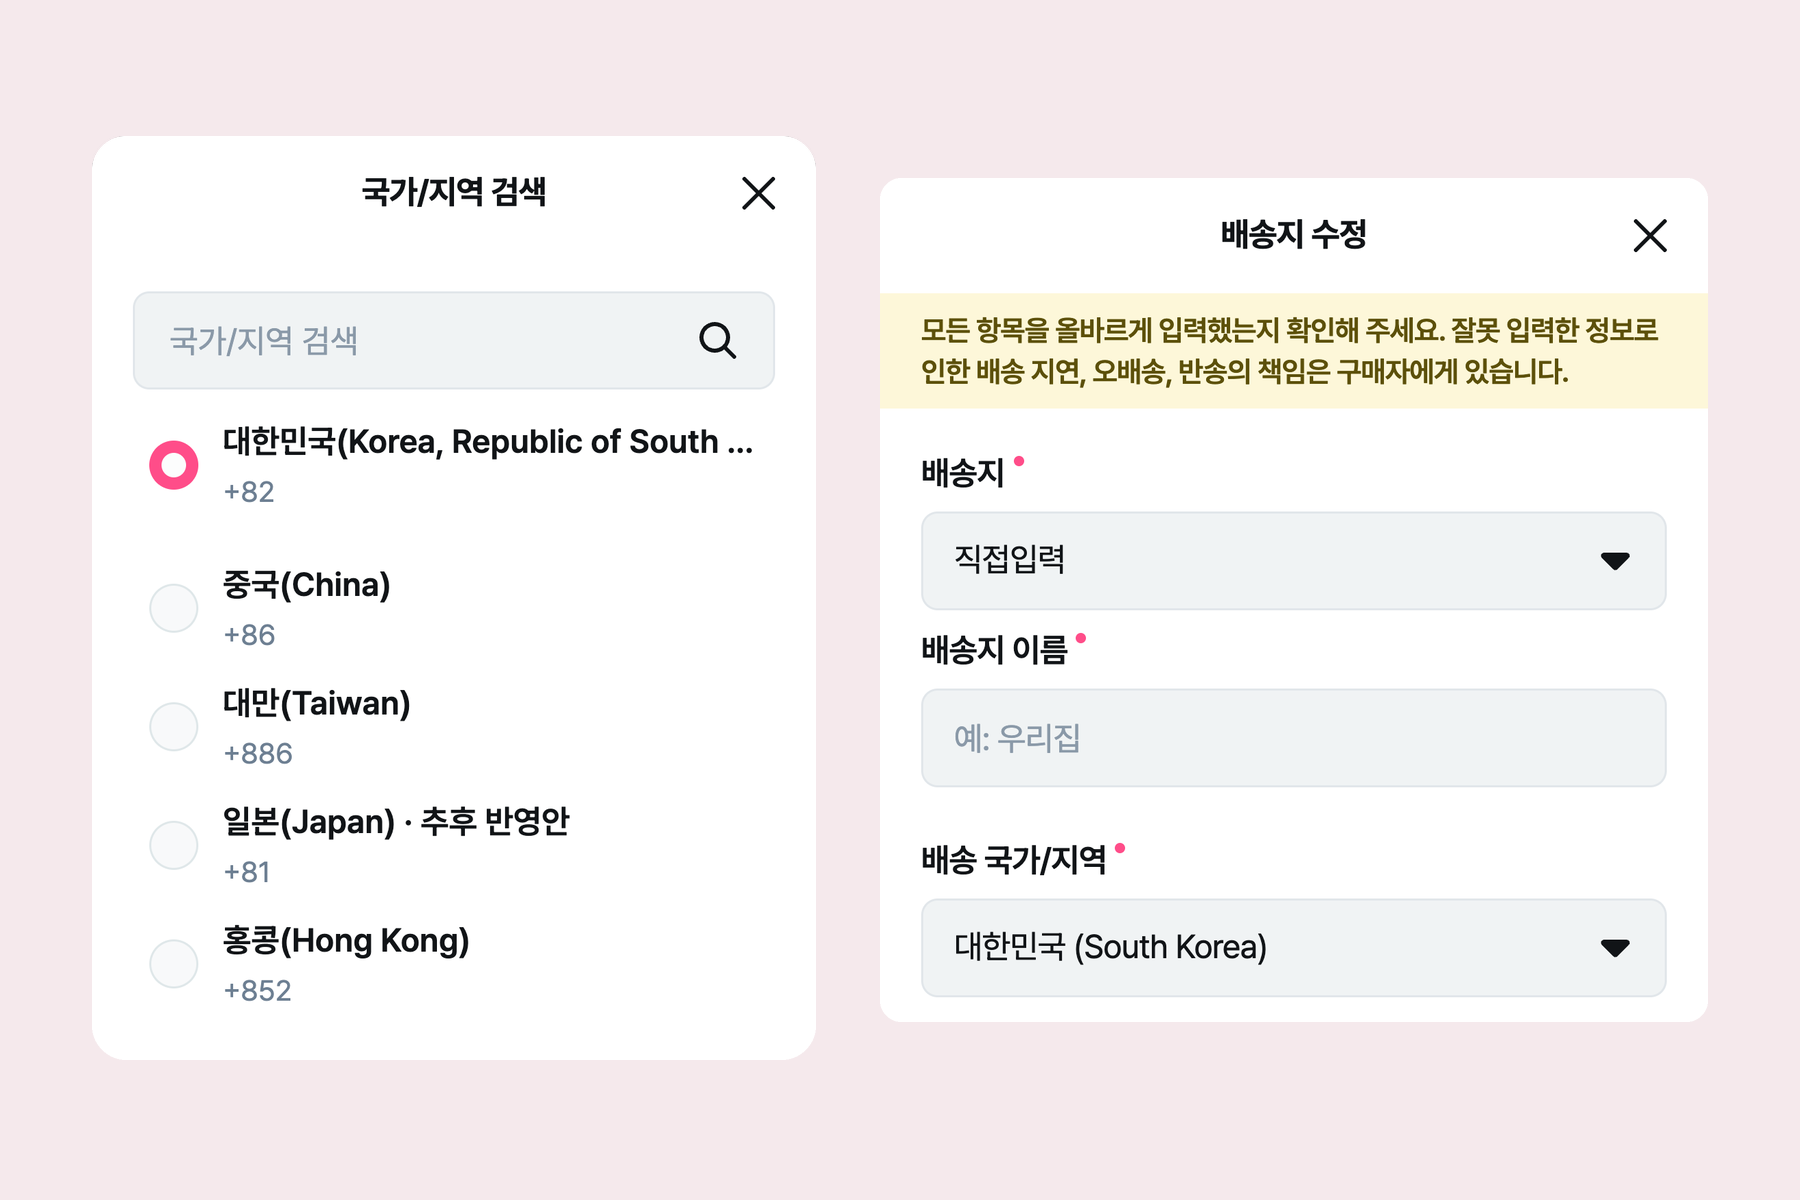 국가/지역 검색
국가/지역 검색
대한민국(Korea, Republic of South ...
+82
중국(China)
+86
대만(Taiwan)
+886
일본(Japan) · 추후 반영안
+81
홍콩(Hong Kong)
+852
배송지 수정
모든 항목을 올바르게 입력했는지 확인해 주세요. 잘못 입력한 정보로
인한 배송 지연, 오배송, 반송의 책임은 구매자에게 있습니다.
배송지
직접입력
배송지 이름
예: 우리집
배송 국가/지역
대한민국 (South Korea)